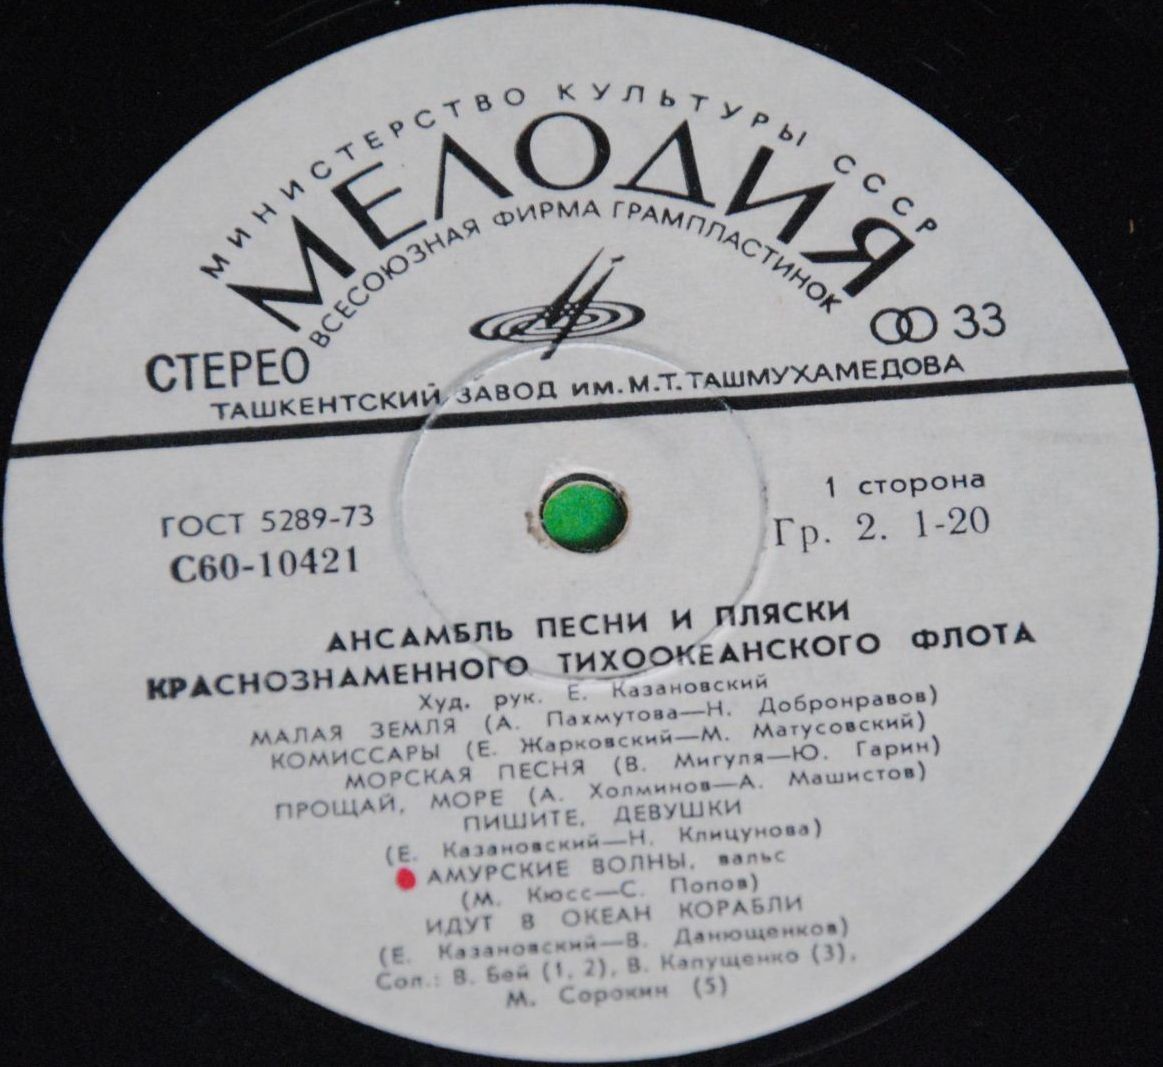 МИНИСТЕРСТВО КУЛЬТУРЫ СССР
МЕЛОДИЯ
ВСЕСОЮЗНАЯ ФИРМА ГРАМПЛАСТИНОК
33
СТЕРЕО
ТАШКЕНТСКИЙ ЗАВОД ИМ. М.Т. ТАШМУХАМЕДОВА
ГОСТ 5289-73
1 сторона
С60-10421
Гр. 2. 1-20
АНСАМБЛЬ ПЕСНИ И ПЛЯСКИ
КРАСНОЗНАМЕННОГО ТИХООКЕАНСКОГО ФЛОТА
Худ. рук. Е. Казановский
МАЛАЯ ЗЕМЛЯ (А. Пахмутова—Н. Добронравов)
КОМИССАРЫ (Е. Жарковский—М. Матусовский)
МОРСКАЯ ПЕСНЯ (В. Мигуля—Ю. Гарин)
ПРОЩАЙ, МОРЕ (А. Холминов—А. Машистов)
ПИШИТЕ, ДЕВУШКИ
(Е. Казановский—Н. Клицунова)
АМУРСКИЕ ВОЛНЫ, вальс
(М. Кюсс—С. Попов)
ИДУТ В ОКЕАН КОРАБЛИ
(Е. Казановский—В. Данющенков)
Сол.: В. Бей (1, 2), В. Капущенко (3),
М. Сорокин (5)